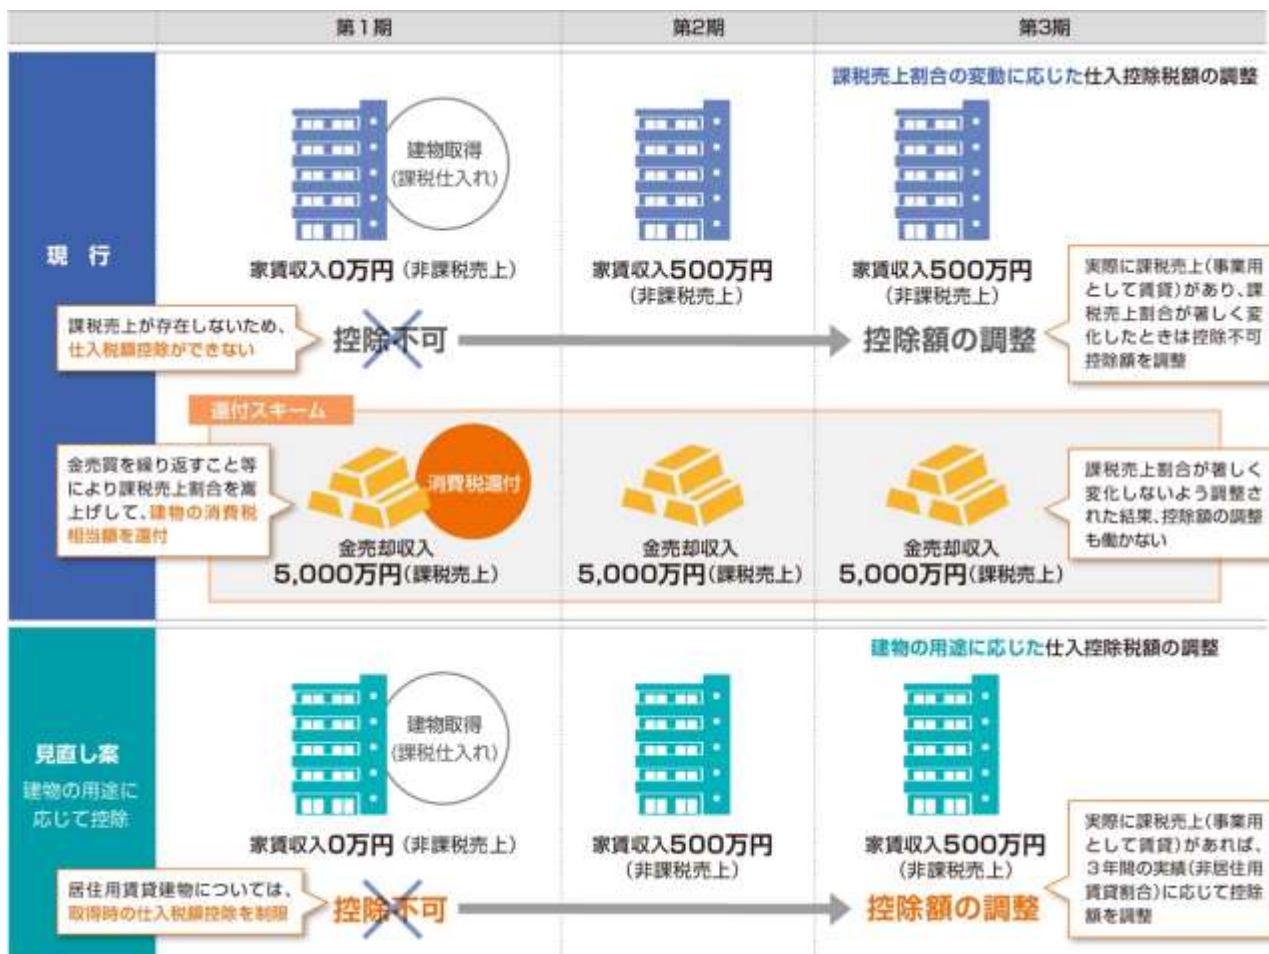 第1期
第2期
第3期
現 行
課税売上割合の変動に応じた仕入控除税額の調整
建物取得
(課税仕入れ)
家賃収入0万円(非課税売上)
家賃収入500万円
(非課税売上)
家賃収入500万円
(非課税売上)
課税売上が存在しないため、
仕入税額控除ができない
控除不可
控除額の調整
実際に課税売上(事業用
として賃貸)があり、課
税売上割合が著しく変
化したときは控除不可
控除額を調整
還付スキーム
金売買を繰り返すこと等
により課税売上割合を嵩
上げして、建物の消費税
相当額を還付
消費税還付
金売却収入
5,000万円(課税売上)
金売却収入
5,000万円(課税売上)
金売却収入
5,000万円(課税売上)
課税売上割合が著しく
変化しないよう調整さ
れた結果、控除額の調整
も働かない
見直し案
建物の用途に
応じて控除
建物の用途に応じた仕入控除税額の調整
建物取得
(課税仕入れ)
家賃収入0万円(非課税売上)
家賃収入500万円
(非課税売上)
家賃収入500万円
(非課税売上)
居住用賃貸建物については、
取得時の仕入税額控除を制限
控除不可
控除額の調整
実際に課税売上(事業用
として賃貸)があれば、
3年間の実績(非居住用
賃貸割合)に応じて控除
額を調整